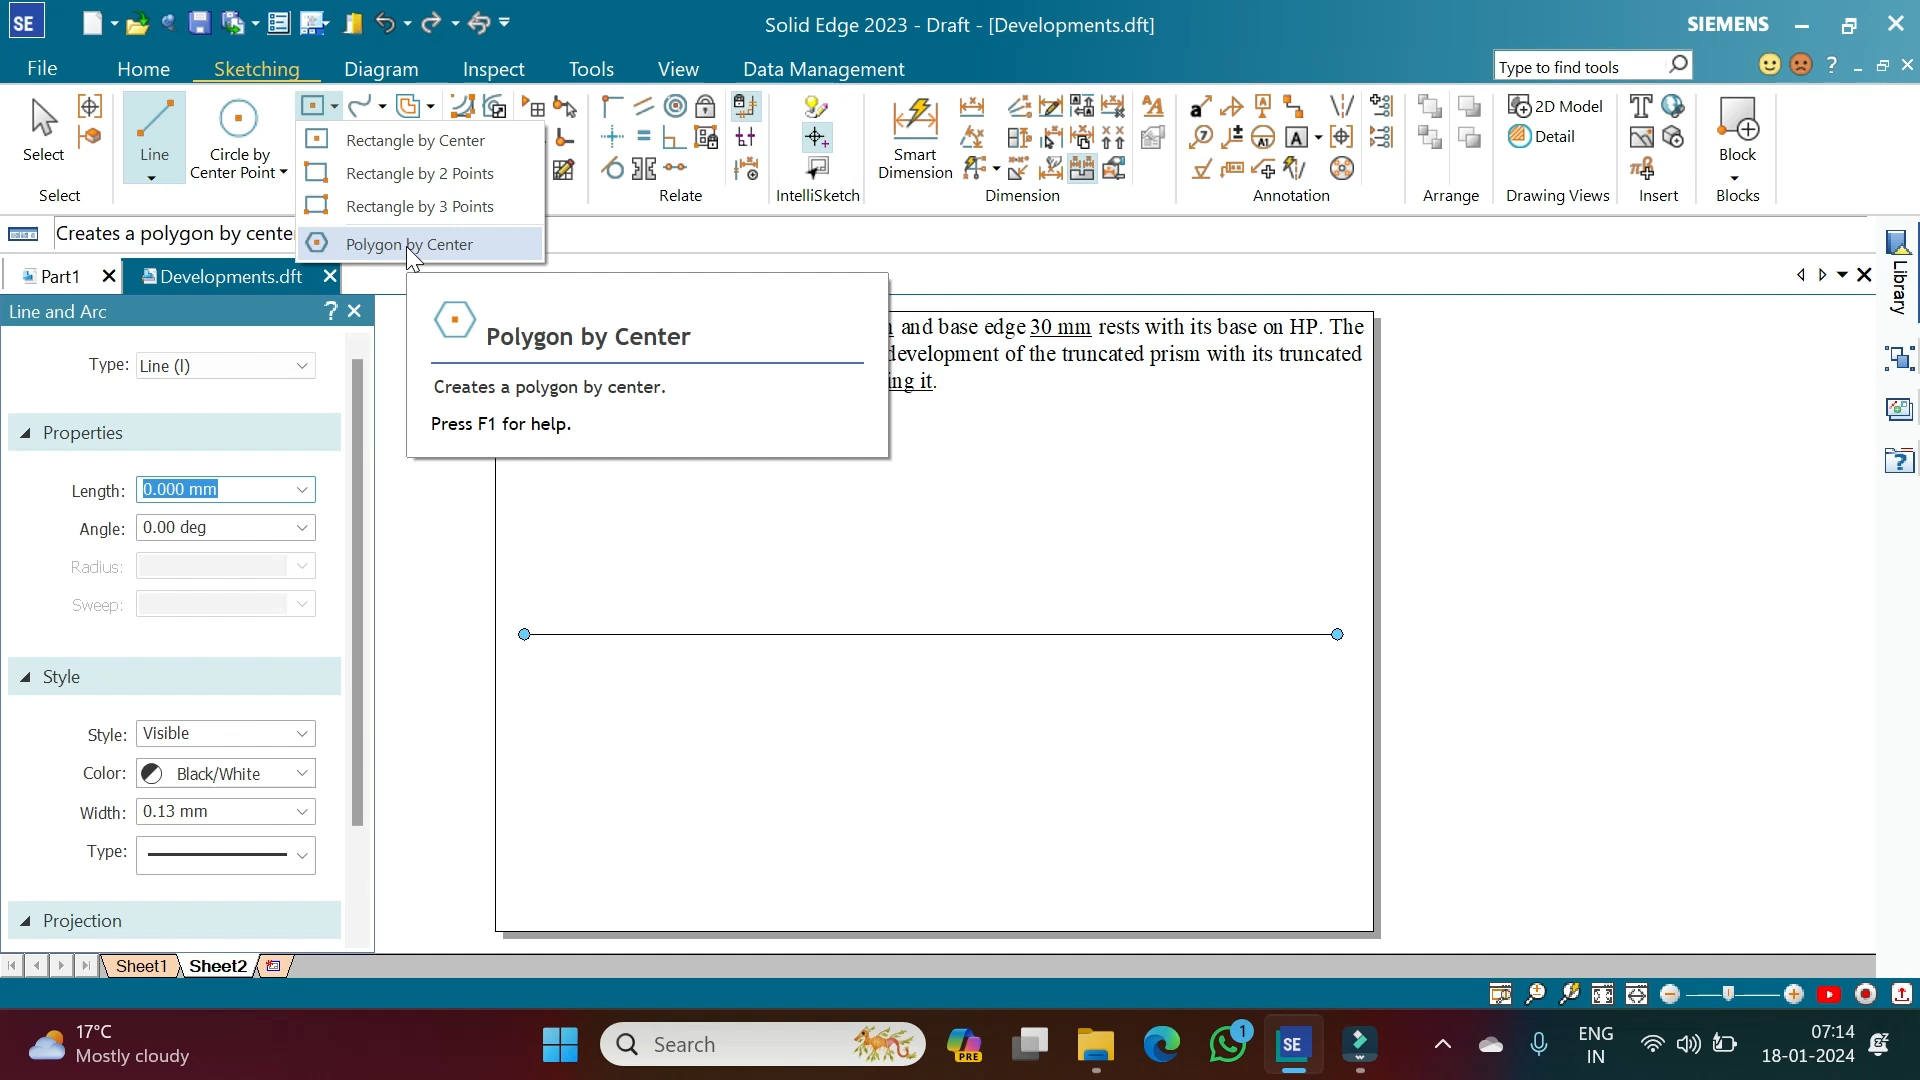 SE
Solid Edge 2023 - Draft - [Developments.dft]
SIEMENS
File
Home
Sketching
Diagram
Inspect
Tools
View
Data Management
Type to find tools
Select
Line
Circle by
Center Point
Rectangle by Center
Rectangle by 2 Points
Rectangle by 3 Points
Polygon by Center
Smart
Dimension
2D Model
Detail
Block
Select
Relate
IntelliSketch
Dimension
Annotation
Arrange
Drawing Views
Insert
Blocks
Part1
Developments.dft
Library
Line and Arc
Type: Line (l)
Properties
Length: 0.000 mm
Angle: 0.00 deg
Radius:
Sweep:
Style
Style: Visible
Color: Black/White
Width: 0.13 mm
Type:
Projection
Polygon by Center
Creates a polygon by center.
Press F1 for help.
and base edge 30 mm rests with its base on HP. The
development of the truncated prism with its truncated
it.
Sheet1
Sheet2
17°C
Mostly cloudy
Search
PRE
1
SE
ENG
IN
07:14
18-01-2024